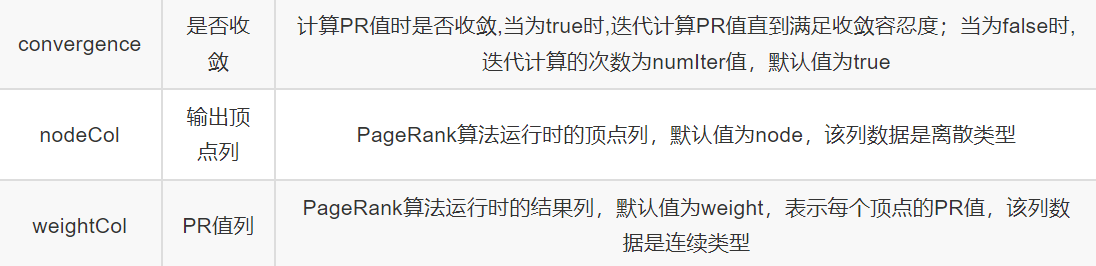 convergence
是否收
敛
计算PR值时是否收敛,当为true时,迭代计算PR值直到满足收敛容忍度；当为false时,
迭代计算的次数为numIter值，默认值为true
nodeCol
输出顶
点列
PageRank算法运行时的顶点列，默认值为node，该列数据是离散类型
weightCol
PR值列
PageRank算法运行时的结果列，默认值为weight，表示每个顶点的PR值，该列数
据是连续类型